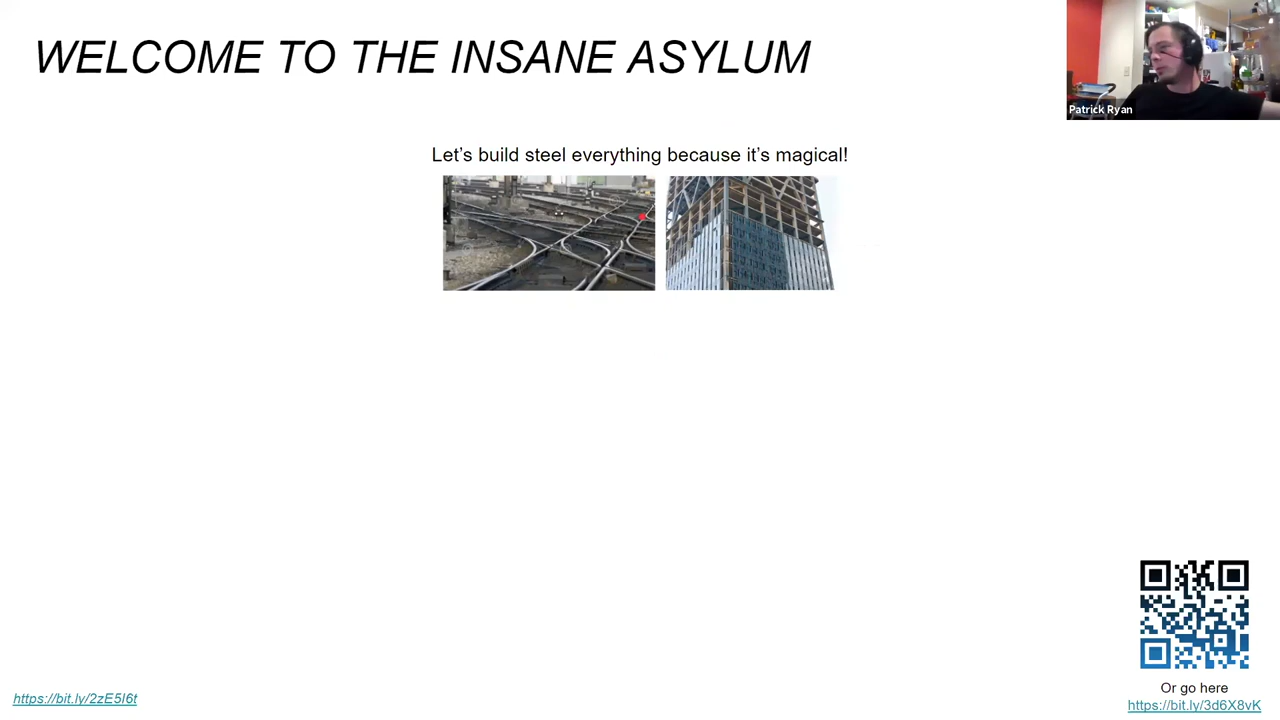 WELCOME TO THE INSANE ASYLUM
Patrick Ryan
Let's build steel everything because it's magical!
Or go here
https://bit.ly/2zE5I6t
https://bit.ly/3d6X8vK